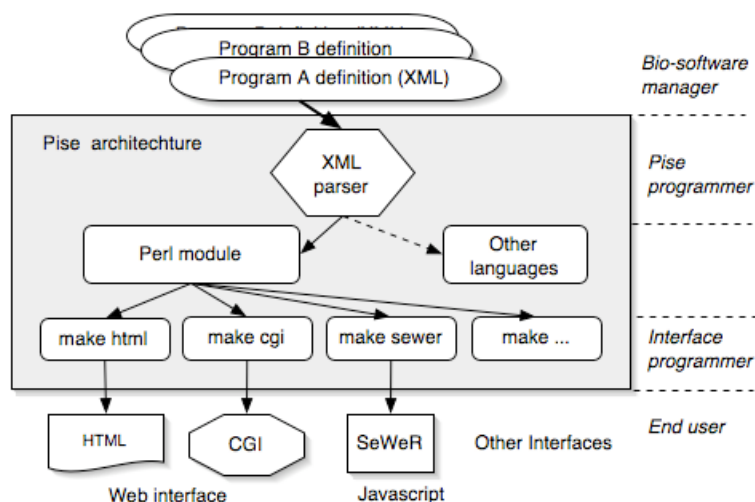 Program B definition
Program A definition (XML)
Bio-software
manager
Pise architechture
XML
parser
Pise
programmer
Perl module
Other
languages
make html
make cgi
make sewer
make ...
Interface
programmer
HTML
CGI
SeWeR
Other Interfaces
End user
Web interface
Javascript